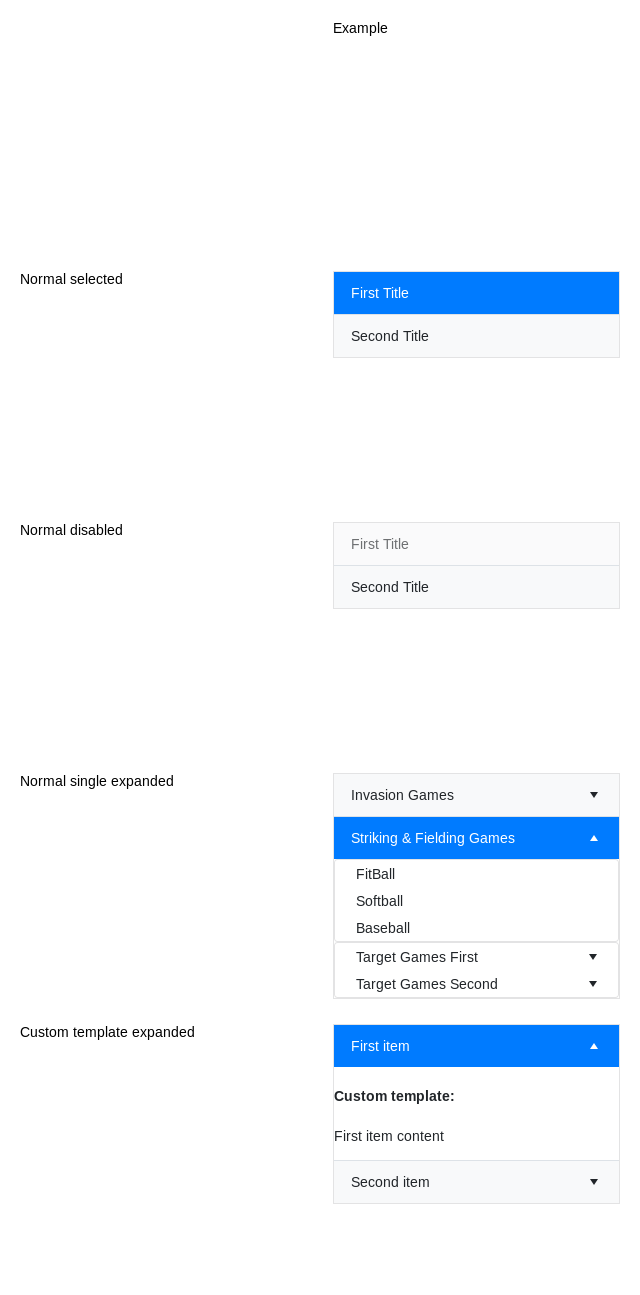 Example
Normal selected
First Title
Second Title
Normal disabled
First Title
Second Title
Normal single expanded
Invasion Games
Striking & Fielding Games
FitBall
Softball
Baseball
Target Games First
Target Games Second
Custom template expanded
First item
Custom template:
First item content
Second item